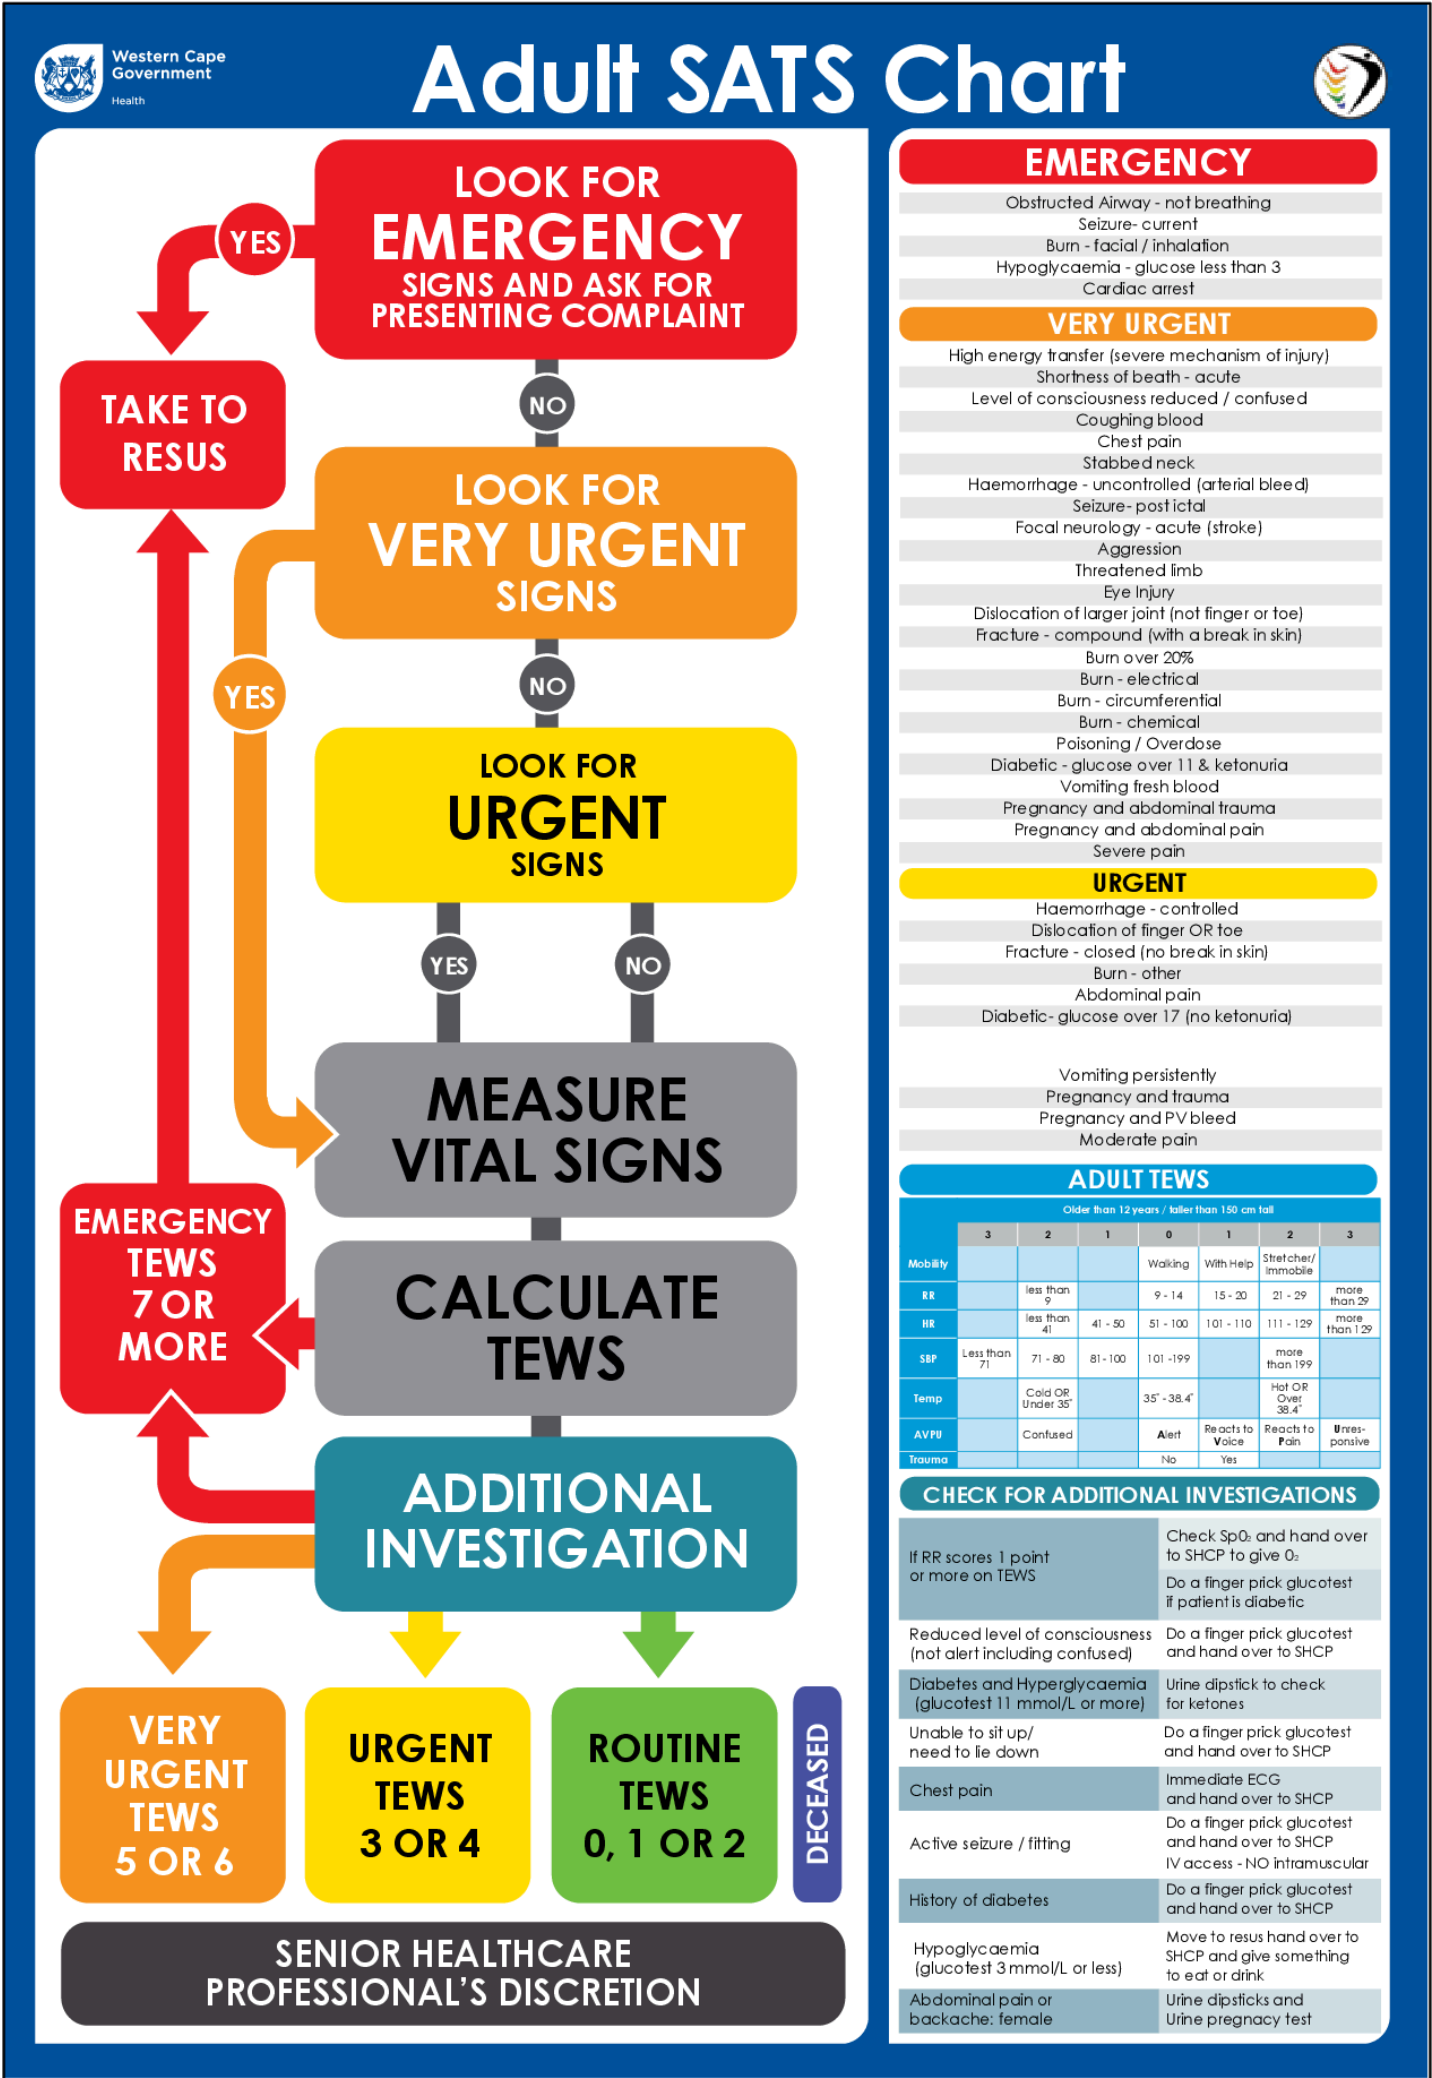 Western Cape
Government
Health
Adult SATS Chart
LOOK FOR
EMERGENCY
SIGNS AND ASK FOR
PRESENTING COMPLAINT
YES
NO
TAKE TO
RESUS
LOOK FOR
VERY URGENT
SIGNS
YES
NO
LOOK FOR
URGENT
SIGNS
YES
NO
MEASURE
VITAL SIGNS
EMERGENCY
TEWS
7 OR
MORE
CALCULATE
TEWS
ADDITIONAL
INVESTIGATION
VERY
URGENT
TEWS
5 OR 6
URGENT
TEWS
3 OR 4
ROUTINE
TEWS
0, 1 OR 2
DECEASED
SENIOR HEALTHCARE
PROFESSIONAL'S DISCRETION
EMERGENCY
Obstructed Airway - not breathing
Seizure- current
Burn - facial / inhalation
Hypoglycaemia - glucose less than 3
Cardiac arrest
VERY URGENT
High energy transfer (severe mechanism of injury)
Shortness of beath - acute
Level of consciousness reduced / confused
Coughing blood
Chest pain
Stabbed neck
Haemorrhage - uncontrolled (arterial bleed)
Seizure- post ictal
Focal neurology - acute (stroke)
Aggression
Threatened limb
Eye Injury
Dislocation of larger joint (not finger or toe)
Fracture - compound (with a break in skin)
Burn over 20%
Burn - electrical
Burn - circumferential
Burn - chemical
Poisoning / Overdose
Diabetic - glucose over 11 & ketonuria
Vomiting fresh blood
Pregnancy and abdominal trauma
Pregnancy and abdominal pain
Severe pain
URGENT
Haemorrhage - controlled
Dislocation of finger OR toe
Fracture - closed (no break in skin)
Burn - other
Abdominal pain
Diabetic- glucose over 17 (no ketonuria)
Vomiting persistently
Pregnancy and trauma
Pregnancy and PV bleed
Moderate pain
ADULT TEWS
Older than 12 years / taller than 150 cm tall
3 2 1 0 1 2 3
Mobility Walking With Help Stretcher/ Immobile
RR less than 9 9 - 14 15 - 20 21 - 29 more than 29
HR less than 41 41 - 50 51 - 100 101 - 110 111 - 129 more than 129
SBP Less than 71 71 - 80 81- 100 101 -199 more than 199
Temp Cold OR Under 35˚ 35˚ - 38.4˚ Hot OR Over 38.4˚
AVPU Confused Alert Reacts to Voice Reacts to Pain Unres- ponsive
Trauma No Yes
CHECK FOR ADDITIONAL INVESTIGATIONS
If RR scores 1 point
or more on TEWS
Check Sp0₂ and hand over
to SHCP to give 0₂
Do a finger prick glucotest
if patient is diabetic
Reduced level of consciousness
(not alert including confused)
Do a finger prick glucotest
and hand over to SHCP
Diabetes and Hyperglycaemia
(glucotest 11 mmol/L or more)
Urine dipstick to check
for ketones
Unable to sit up/
need to lie down
Do a finger prick glucotest
and hand over to SHCP
Chest pain
Immediate ECG
and hand over to SHCP
Active seizure / fitting
Do a finger prick glucotest
and hand over to SHCP
IV access - NO intramuscular
History of diabetes
Do a finger prick glucotest
and hand over to SHCP
Hypoglycaemia
(glucotest 3 mmol/L or less)
Move to resus hand over to
SHCP and give something
to eat or drink
Abdominal pain or
backache: female
Urine dipsticks and
Urine pregnacy test